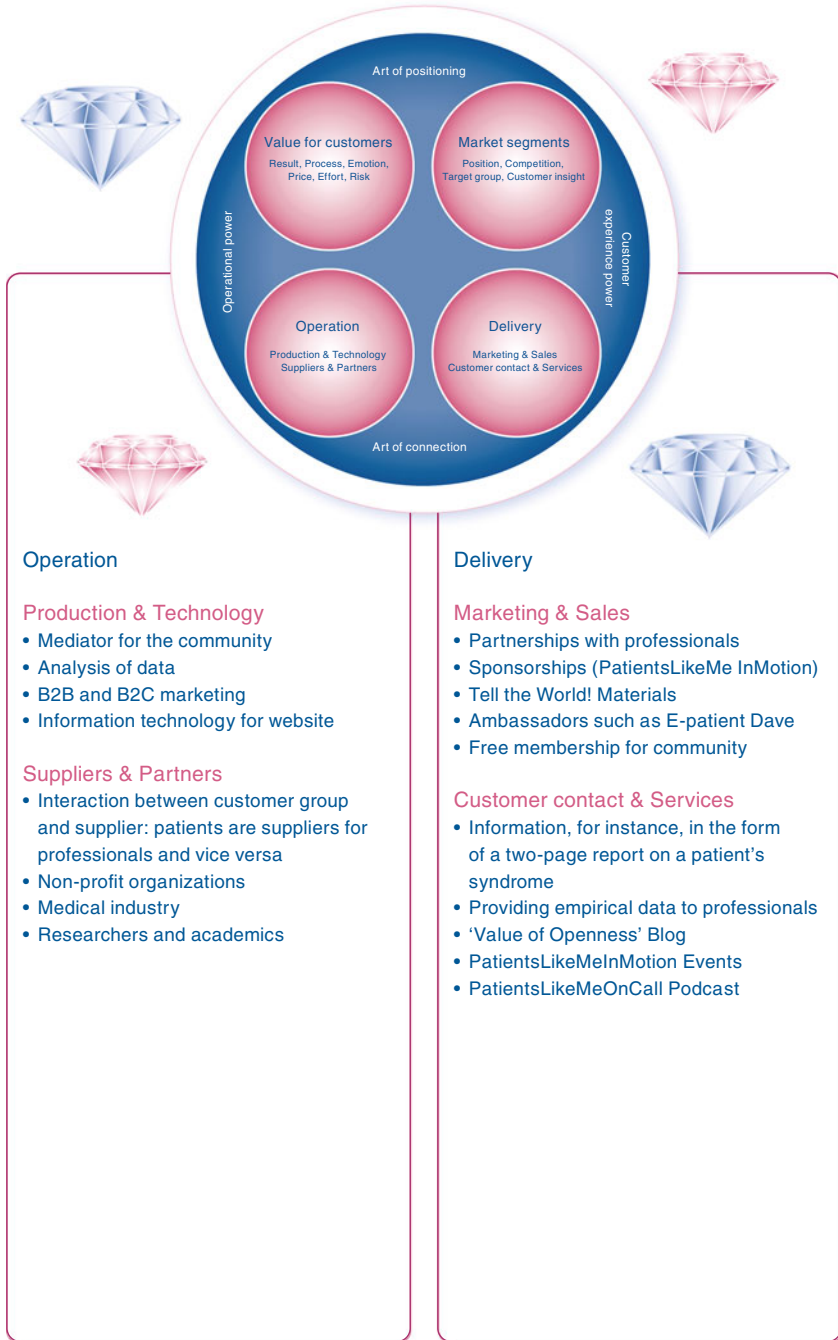 Art of positioning
Value for customers
Result, Process, Emotion,
Price, Effort, Risk
Market segments
Position, Competition,
Target group, Customer insight
Operational power
Customer
experience power
Operation
Production & Technology
Suppliers & Partners
Delivery
Marketing & Sales
Customer contact & Services
Art of connection
Operation
Production & Technology
• Mediator for the community
• Analysis of data
• B2B and B2C marketing
• Information technology for website
Suppliers & Partners
• Interaction between customer group
and supplier: patients are suppliers for
professionals and vice versa
• Non-profit organizations
• Medical industry
• Researchers and academics
Delivery
Marketing & Sales
• Partnerships with professionals
• Sponsorships (PatientsLikeMe InMotion)
• Tell the World! Materials
• Ambassadors such as E-patient Dave
• Free membership for community
Customer contact & Services
• Information, for instance, in the form
of a two-page report on a patient's
syndrome
• Providing empirical data to professionals
• ‘Value of Openness’ Blog
• PatientsLikeMeInMotion Events
• PatientsLikeMeOnCall Podcast